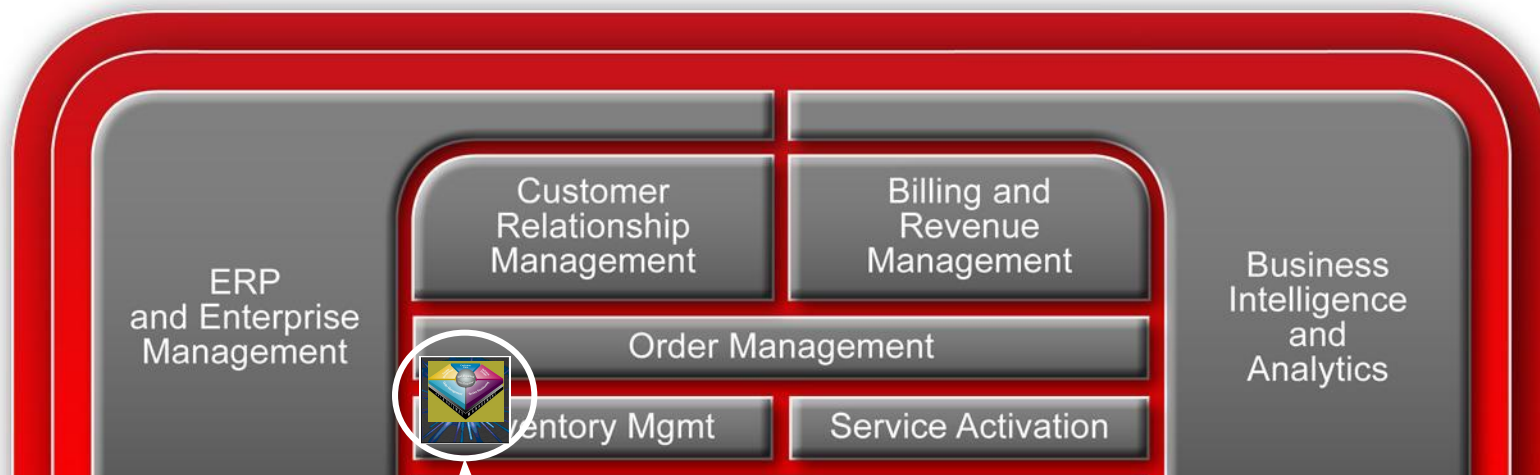 Customer
Relationship
Management
Billing and
Revenue
Management
ERP
and Enterprise
Management
Business
Intelligence
and
Analytics
Order Management
ventory Mgmt
Service Activation